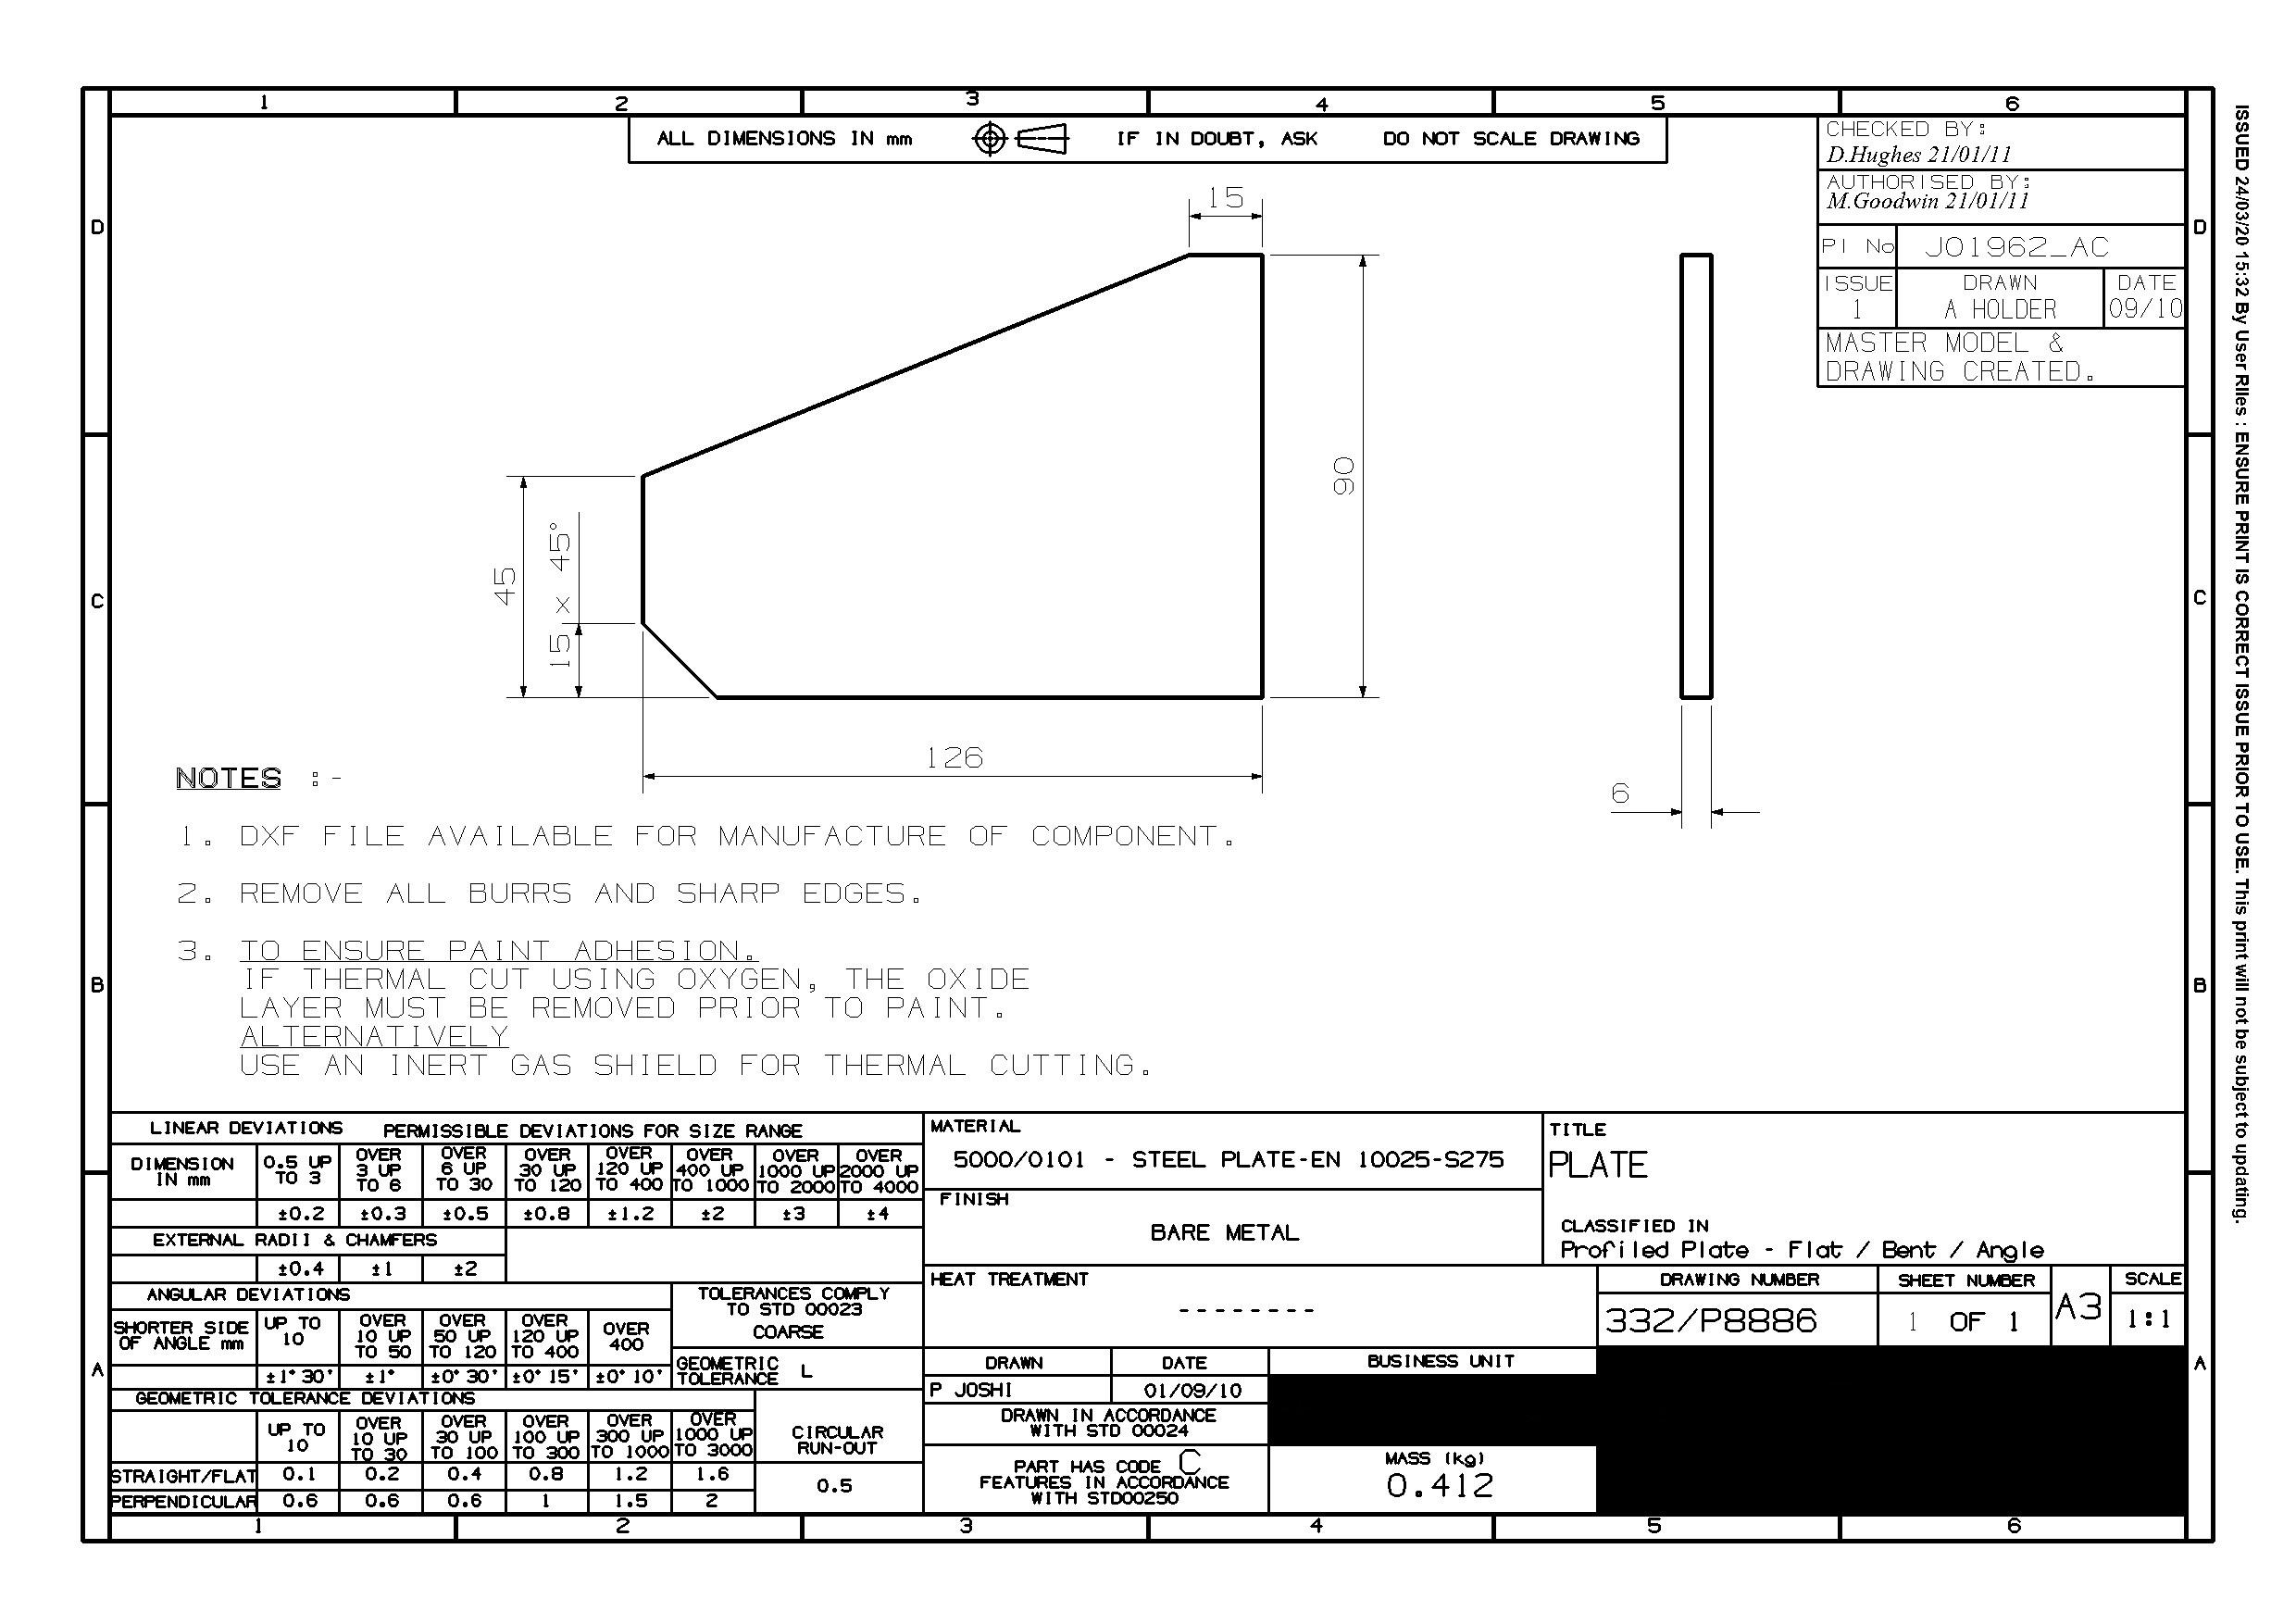 1 2 3 4 5 6
ALL DIMENSIONS IN mm IF IN DOUBT, ASK DO NOT SCALE DRAWING
CHECKED BY:
D.Hughes 21/01/11
AUTHORISED BY:
M.Goodwin 21/01/11
PI No JO1962_AC
ISSUE DRAWN DATE
1 A HOLDER 09/10
MASTER MODEL &
DRAWING CREATED.
D D
15
90
45
15 x 45°
C C
126
6
NOTES :-
1. DXF FILE AVAILABLE FOR MANUFACTURE OF COMPONENT.
2. REMOVE ALL BURRS AND SHARP EDGES.
3. TO ENSURE PAINT ADHESION.
IF THERMAL CUT USING OXYGEN, THE OXIDE
LAYER MUST BE REMOVED PRIOR TO PAINT.
ALTERNATIVELY
USE AN INERT GAS SHIELD FOR THERMAL CUTTING.
B B
LINEAR DEVIATIONS PERMISSIBLE DEVIATIONS FOR SIZE RANGE
DIMENSION IN mm 0.5 UP TO 3 OVER 3 UP TO 6 OVER 6 UP TO 30 OVER 30 UP TO 120 OVER 120 UP TO 400 OVER 400 UP TO 1000 OVER 1000 UP TO 2000 OVER 2000 UP TO 4000
±0.2 ±0.3 ±0.5 ±0.8 ±1.2 ±2 ±3 ±4
EXTERNAL RADII & CHAMFERS
±0.4 ±1 ±2
ANGULAR DEVIATIONS
SHORTER SIDE OF ANGLE mm UP TO 10 OVER 10 UP TO 50 OVER 50 UP TO 120 OVER 120 UP TO 400 OVER 400
±1° 30' ±1° ±0° 30' ±0° 15' ±0° 10'
TOLERANCES COMPLY
TO STD 00023
COARSE
GEOMETRIC TOLERANCE L
GEOMETRIC TOLERANCE DEVIATIONS
UP TO 10 OVER 10 UP TO 30 OVER 30 UP TO 100 OVER 100 UP TO 300 OVER 300 UP TO 1000 OVER 1000 UP TO 3000
CIRCULAR RUN-OUT
STRAIGHT/FLAT 0.1 0.2 0.4 0.8 1.2 1.6
0.5
PERPENDICULAR 0.6 0.6 0.6 1 1.5 2
MATERIAL
5000/0101 - STEEL PLATE-EN 10025-S275
FINISH
BARE METAL
HEAT TREATMENT
--------
TITLE
PLATE
CLASSIFIED IN
Profiled Plate - Flat / Bent / Angle
DRAWING NUMBER SHEET NUMBER SCALE
332/P8886 1 OF 1 A3 1:1
DRAWN DATE BUSINESS UNIT
P JOSHI 01/09/10
DRAWN IN ACCORDANCE
WITH STD 00024
PART HAS CODE C
FEATURES IN ACCORDANCE
WITH STD00250
MASS (kg)
0.412
A A
1 2 3 4 5 6
ISSUED 24/03/20 15:32 By User RIles : ENSURE PRINT IS CORRECT ISSUE PRIOR TO USE. This print will not be subject to updating.